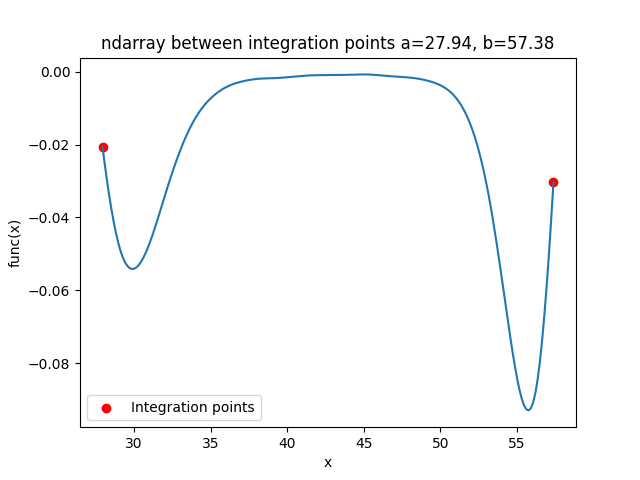 ndarray between integration points a=27.94, b=57.38
0.00
−0.02
−0.04
−0.06
−0.08
func(x)
Integration points
30 35 40 45 50 55
x